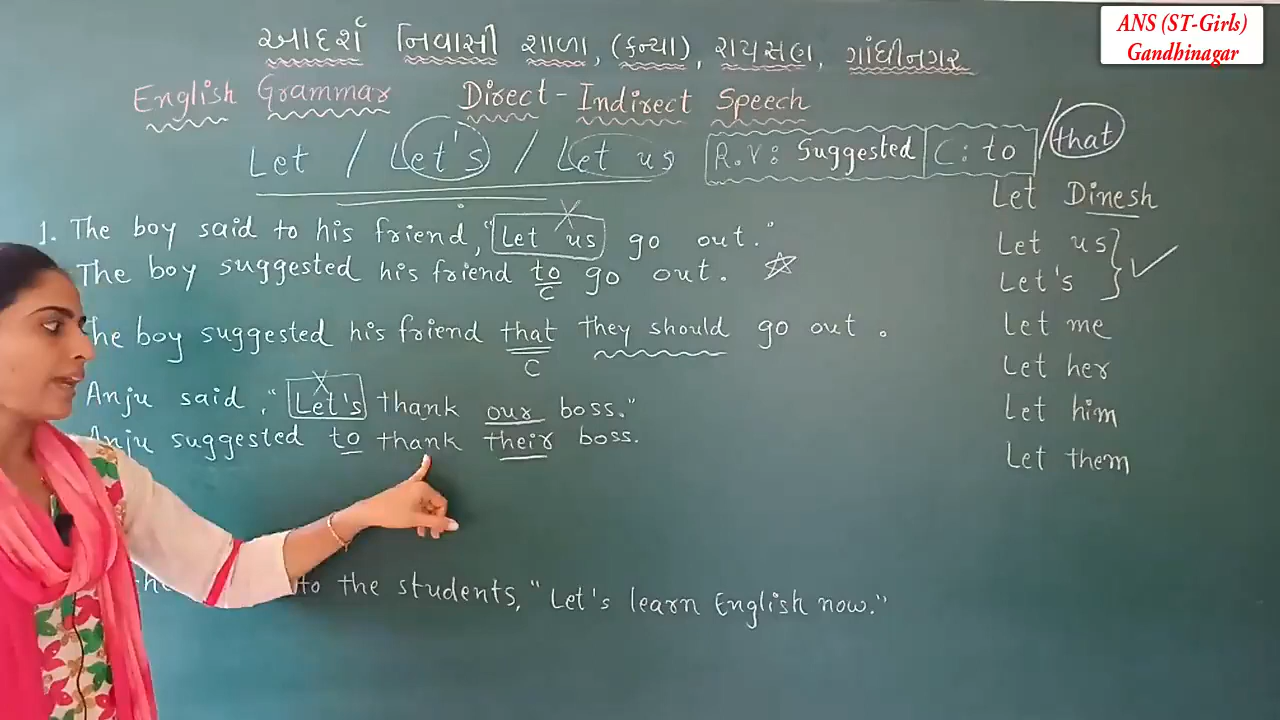 ANS (ST-Girls)
Gandhinagar
આદર્શ નિવાસી શાળા, (કન્યા), રાયસણ, ગાંધીનગર
English Grammar Direct - Indirect Speech
Let / Let's / Let us R.V: Suggested C: to / that
1. The boy said to his friend, "Let us go out."
The boy suggested his friend to go out.
C
he boy suggested his friend that they should go out.
C
Anju said, "Let's thank our boss."
Anju suggested to thank their boss.
to the students, "Let's learn English now."
Let Dinesh
Let us
Let's
Let me
Let her
Let him
Let them